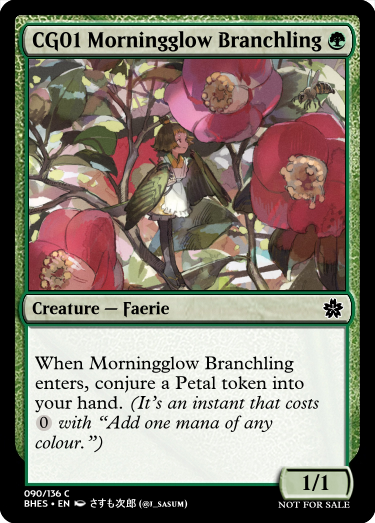 CG01 Morningglow Branchling
Creature — Faerie
When Morningglow Branchling
enters, conjure a Petal token into
your hand. (It's an instant that costs
0 with “Add one mana of any
colour.”)
1/1
090/136 C
BHES • EN さすも次郎 (@J_SASUM)
NOT FOR SALE